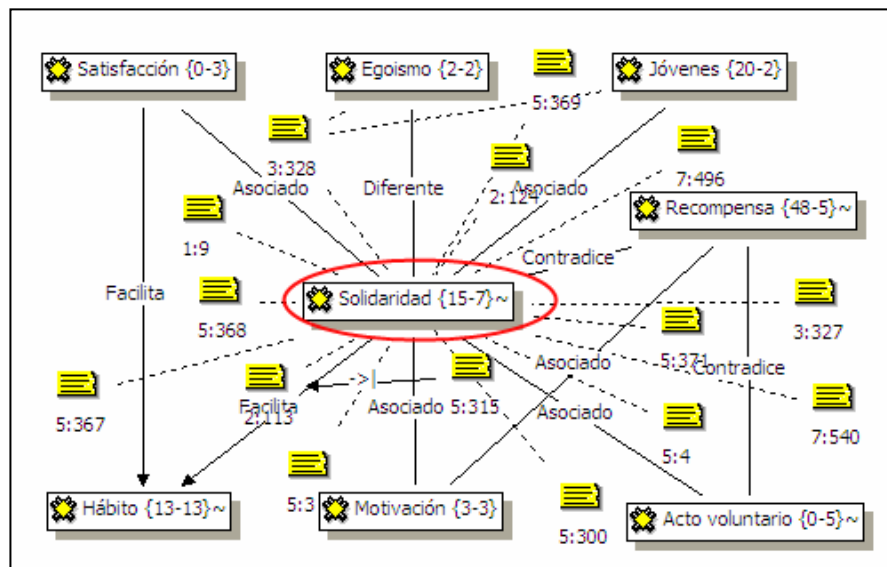 Satisfacción {0-3}
Egoismo {2-2}
Jóvenes {20-2}
5:369
3:328
2:124
7:496
Asociado
Diferente
Asociado
Recompensa {48-5}~
1:9
Contradice
Facilita
Solidaridad {15-7}~
5:368
3:327
5:371
Asociado
Contradice
->|
5:367
2:113
Facilita
Asociado
5:315
Asociado
5:4
7:540
5:3
Hábito {13-13}~
Motivación {3-3}
5:300
Acto voluntario {0-5}~